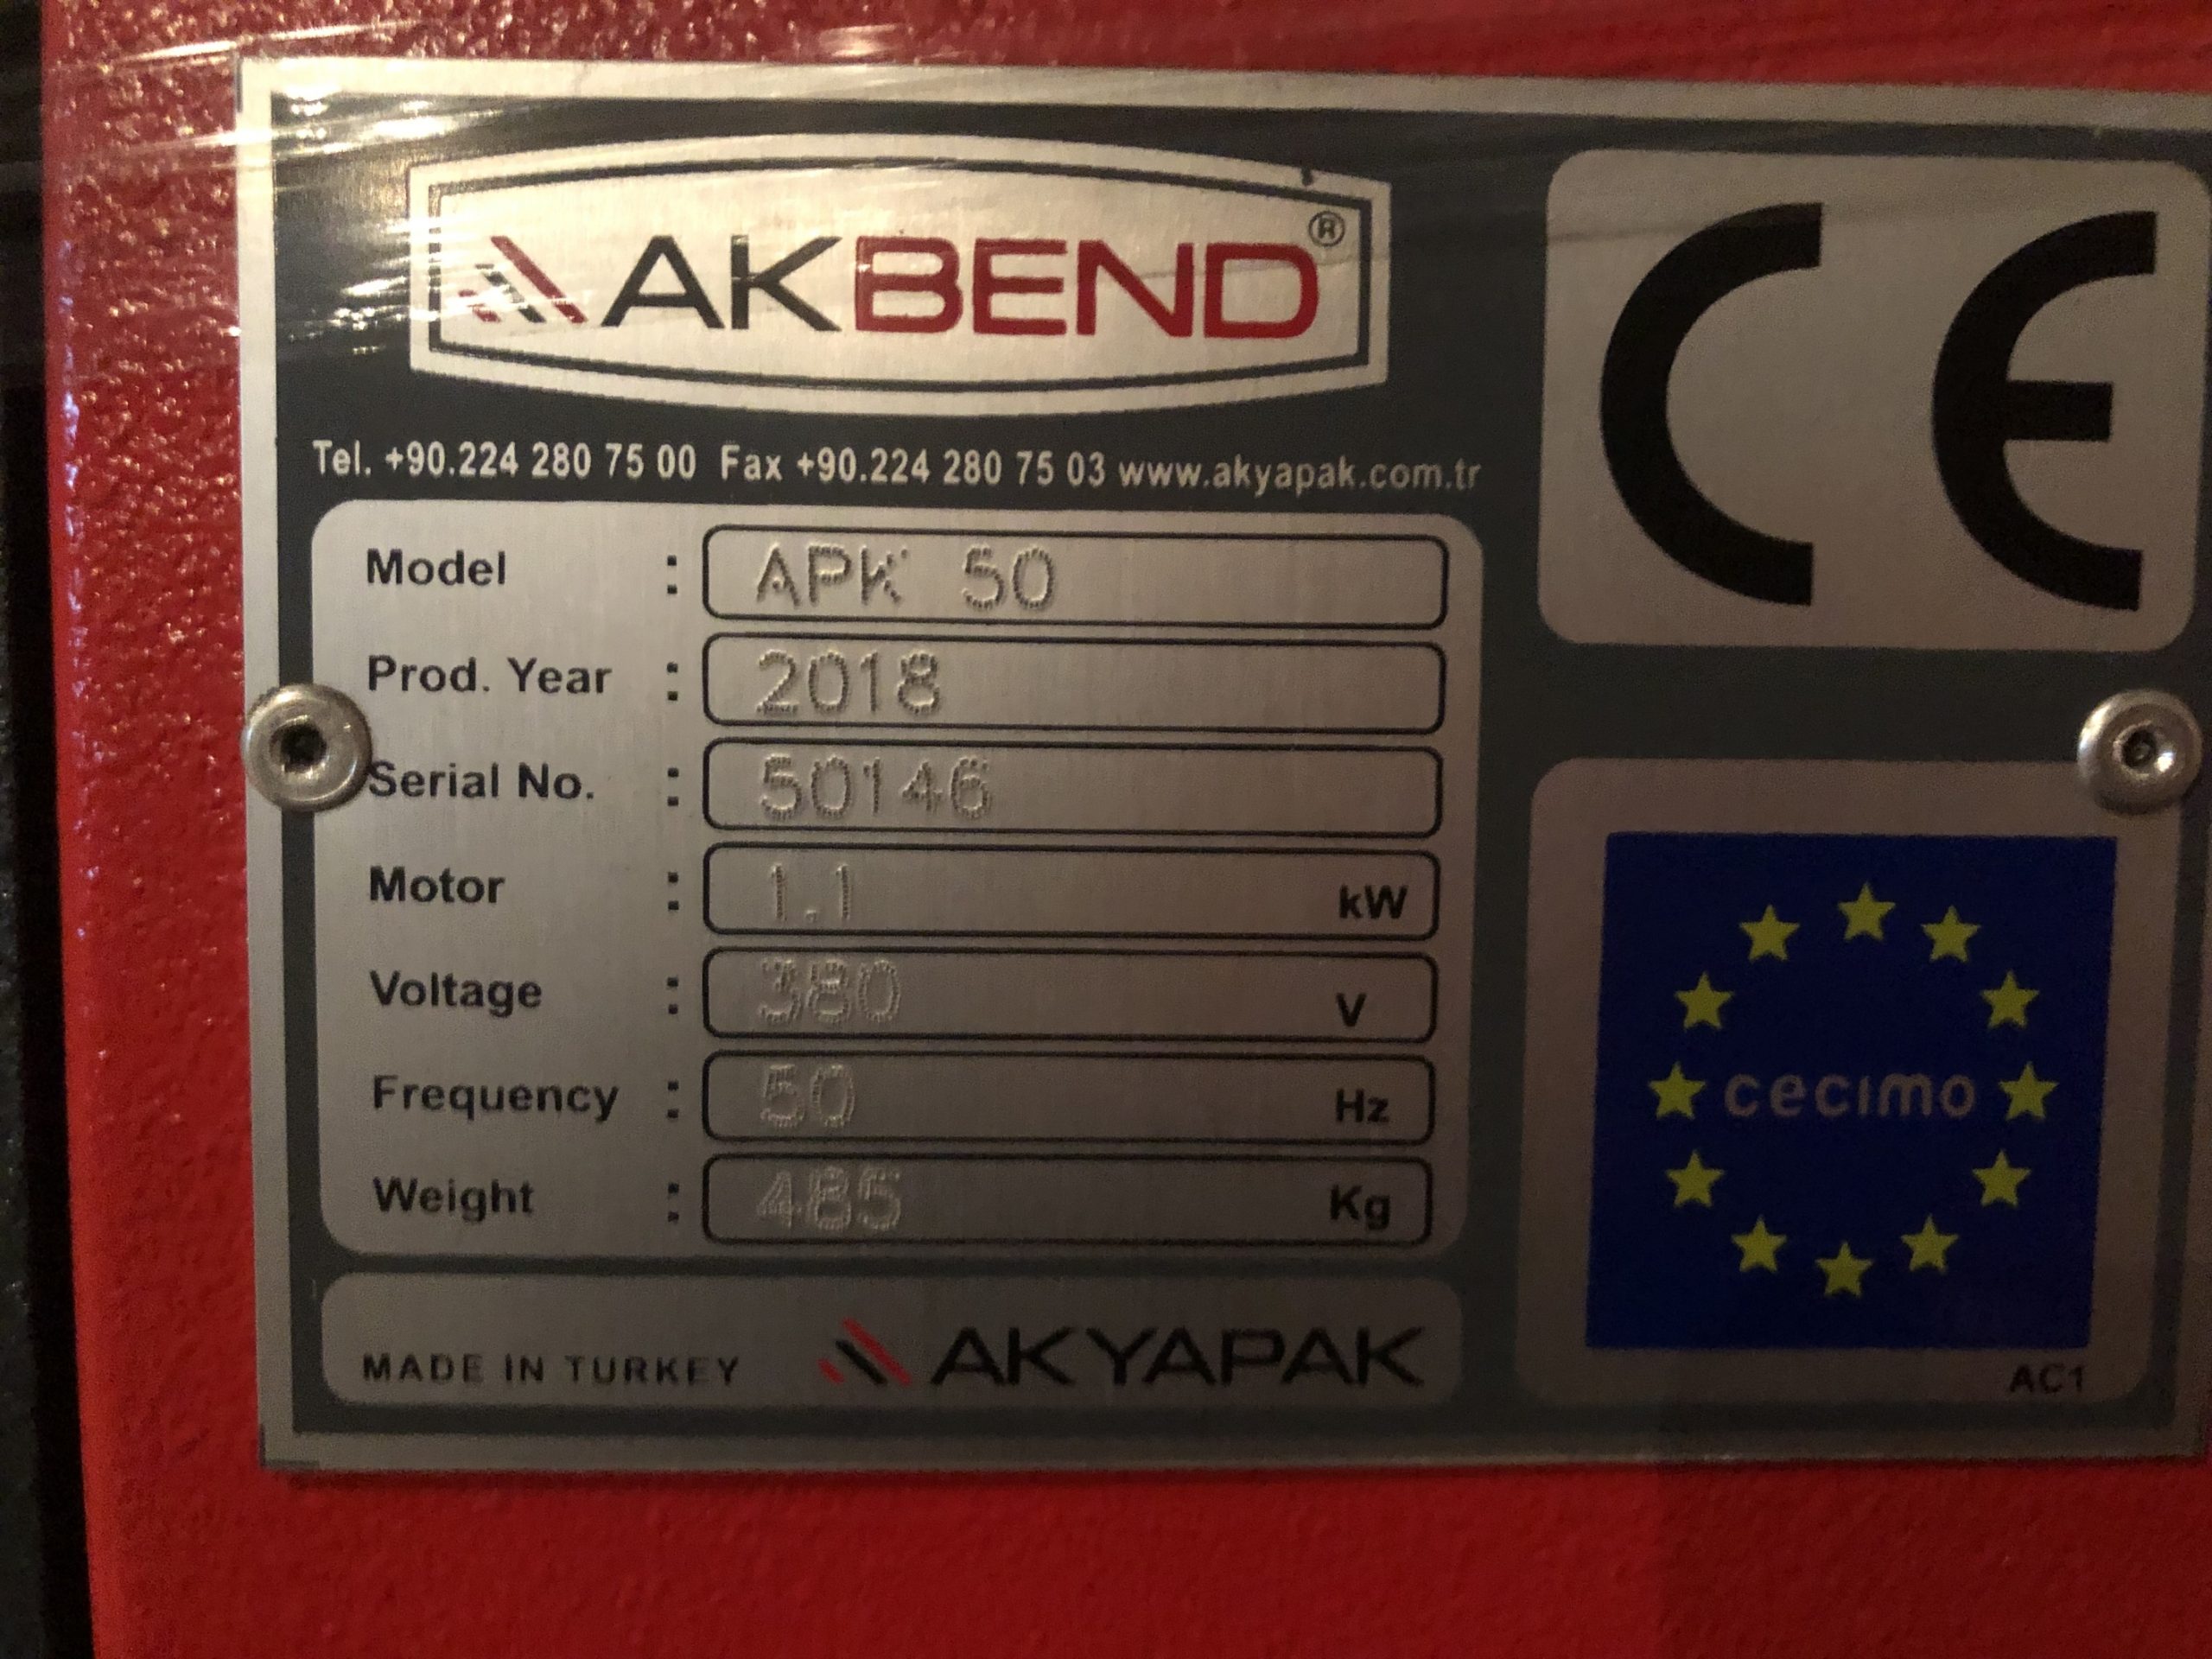 AKBEND®
CE
Tel. +90.224 280 75 00 Fax +90.224 280 75 03 www.akyapak.com.tr
Model : APK 50
Prod. Year : 2018
Serial No. : 50146
Motor : 1.1 kW
Voltage : 380 V
Frequency : 50 Hz
Weight : 485 Kg
cecimo
MADE IN TURKEY AKYAPAK
AC1